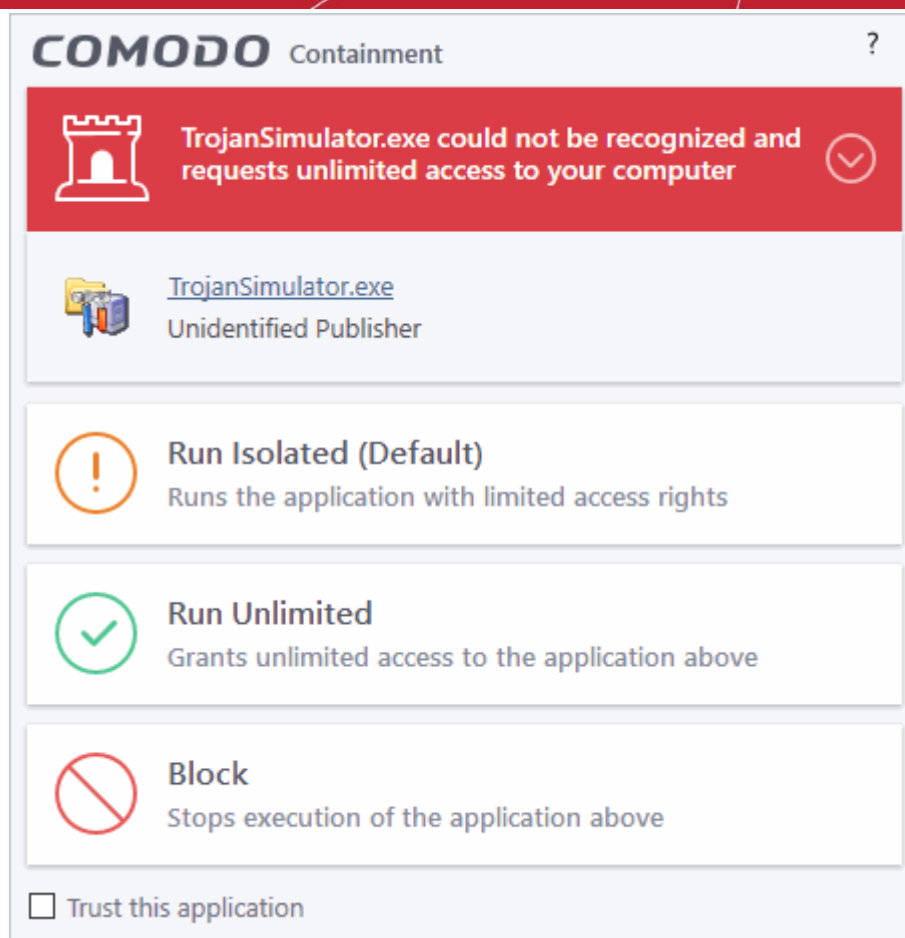 COMODO Containment ?
TrojanSimulator.exe could not be recognized and
requests unlimited access to your computer
TrojanSimulator.exe
Unidentified Publisher
Run Isolated (Default)
Runs the application with limited access rights
Run Unlimited
Grants unlimited access to the application above
Block
Stops execution of the application above
Trust this application